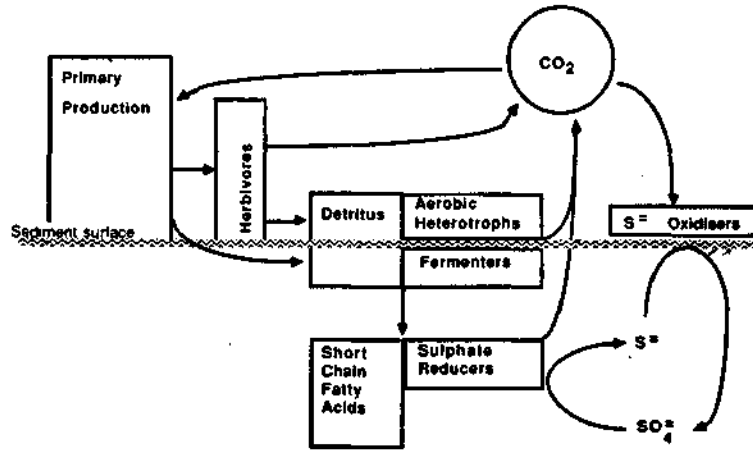 CO2
Primary
Production
Herbivores
Detritus
Aerobic
Heterotrophs
S= Oxidisers
Sediment surface
Fermenters
Short
Chain
Fatty
Acids
Sulphate
Reducers
S=
SO4=